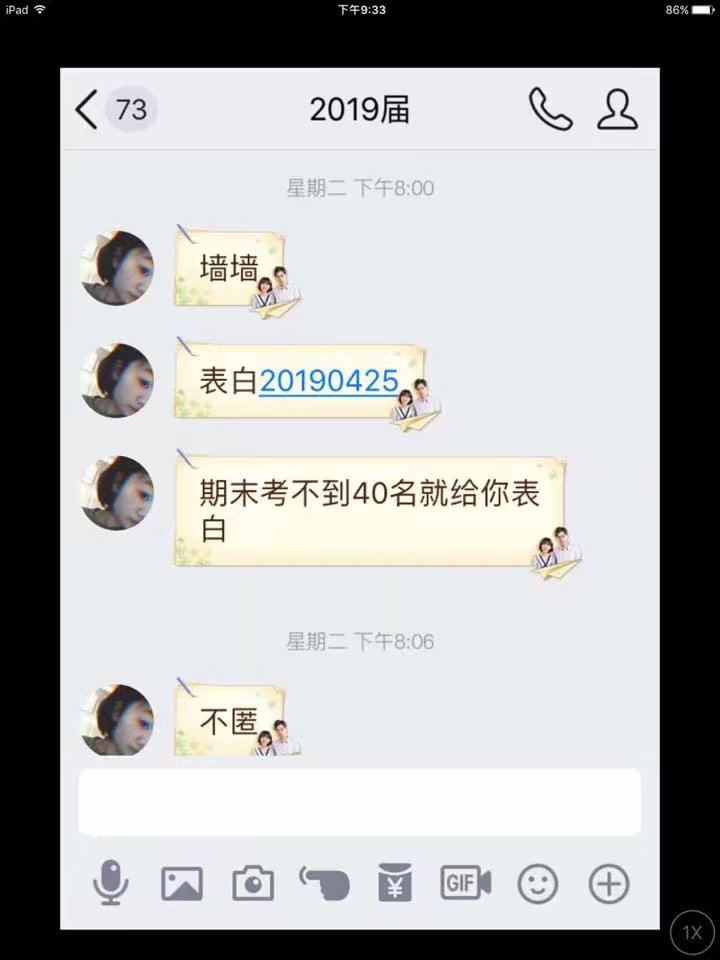 iPad 下午9:33 86%
73 2019届
星期二 下午8:00
墙墙
表白20190425
期末考不到40名就给你表
白
星期二 下午8:06
不匿
¥
GIF
1X